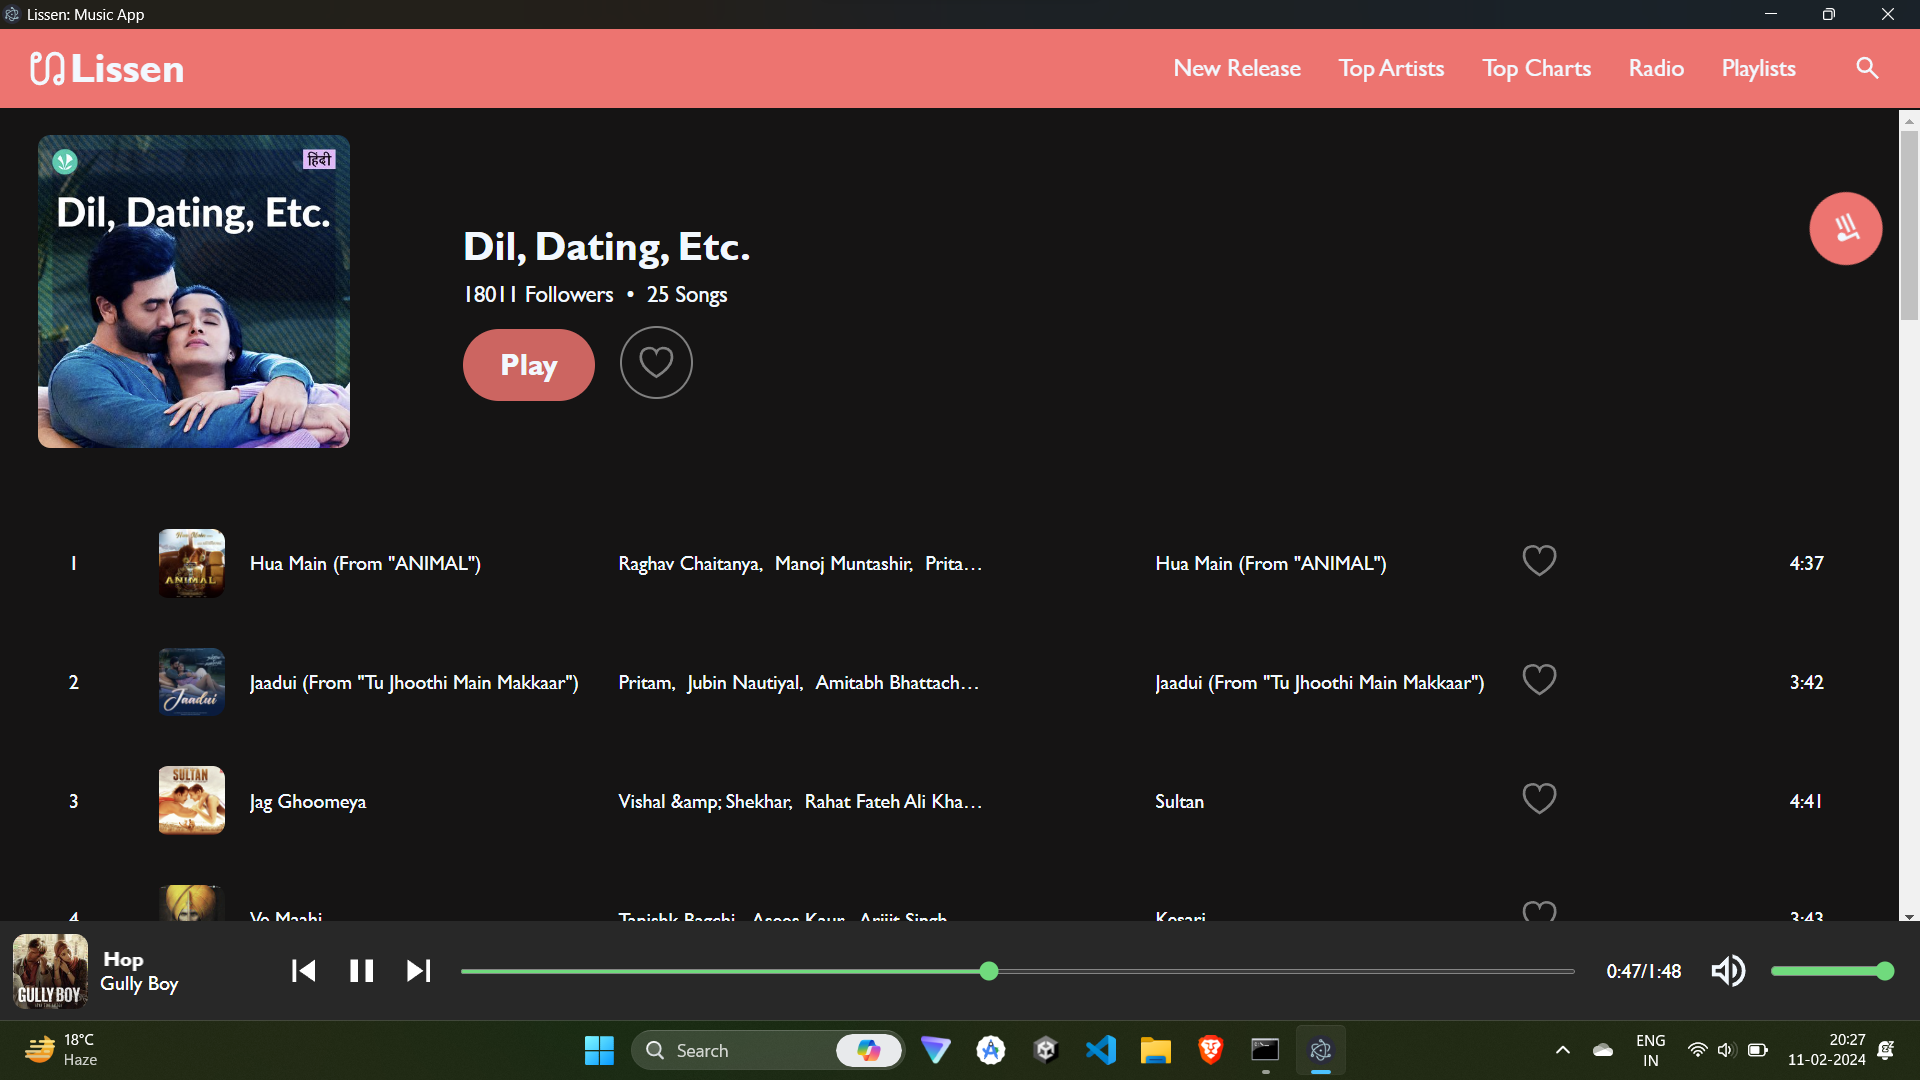 Lissen: Music App
Lissen
New Release Top Artists Top Charts Radio Playlists
हिंदी
Dil, Dating, Etc.
Dil, Dating, Etc.
18011 Followers • 25 Songs
Play
1 ANIMAL Hua Main (From "ANIMAL") Raghav Chaitanya, Manoj Muntashir, Prita... Hua Main (From "ANIMAL") 4:37
2 Jaadui Jaadui (From "Tu Jhoothi Main Makkaar") Pritam, Jubin Nautiyal, Amitabh Bhattach... Jaadui (From "Tu Jhoothi Main Makkaar") 3:42
3 SULTAN Jag Ghoomeya Vishal &amp; Shekhar, Rahat Fateh Ali Kha... Sultan 4:41
4 Ve Maahi Tanishk Bagchi, Asees Kaur, Arijit Singh Kesari 3:43
GULLY BOY
Hop
Gully Boy
0:47/1:48
18°C
Haze
Search
ENG
IN
20:27
11-02-2024